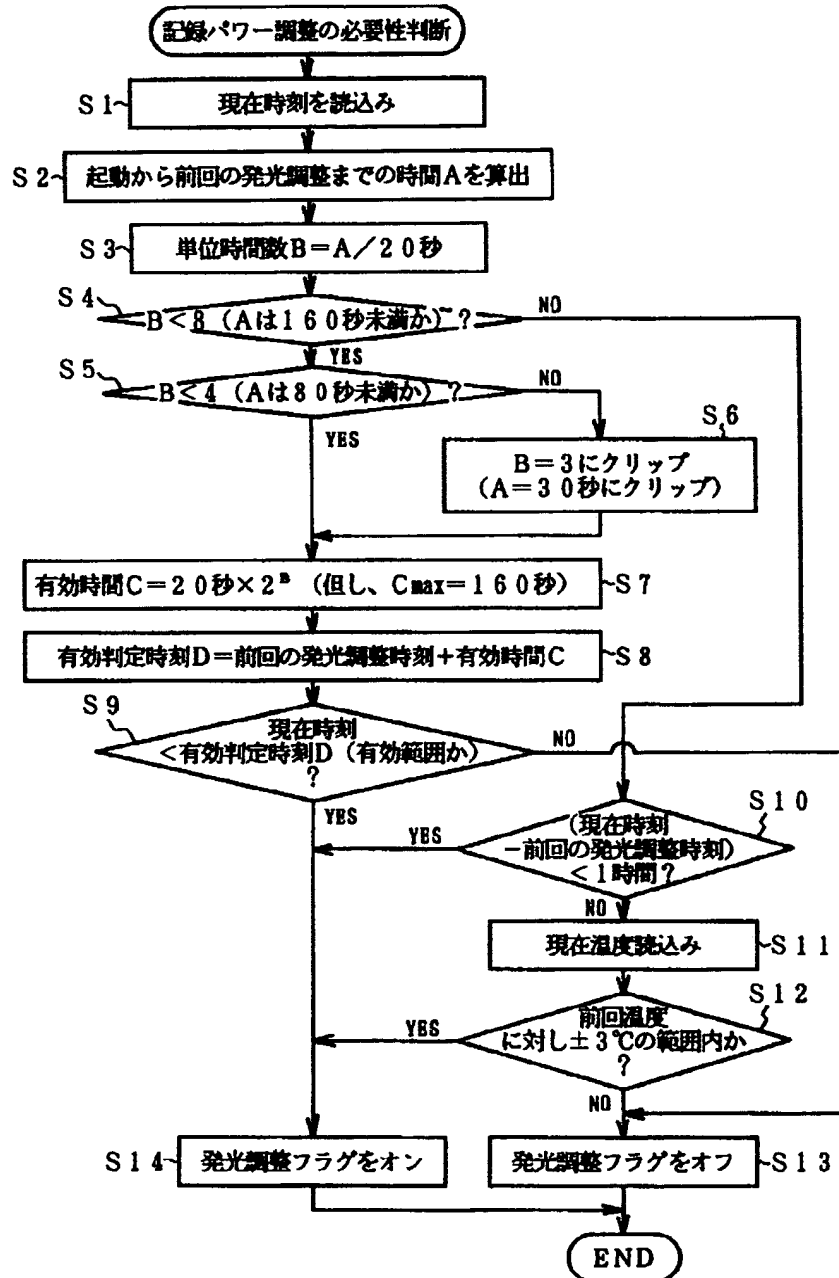 記録パワー調整の必要性判断
S1
現在時刻を読込み
S2
起動から前回の発光調整までの時間Aを算出
S3
単位時間数B=A/20秒
S4
B<8(Aは160秒未満か)?
NO
YES
S5
B<4(Aは80秒未満か)?
NO
YES
S6
B=3にクリップ
(A=30秒にクリップ)
有効時間C=20秒×2ᴮ (但し、Cmax=160秒)
S7
有効判定時刻D=前回の発光調整時刻+有効時間C
S8
S9
現在時刻
<有効判定時刻D(有効範囲か)
?
NO
YES
S10
(現在時刻
-前回の発光調整時刻)
<1時間?
YES
NO
現在温度読込み
S11
S12
前回温度
に対し±3℃の範囲内か
?
YES
NO
S14
発光調整フラグをオン
発光調整フラグをオフ
S13
END